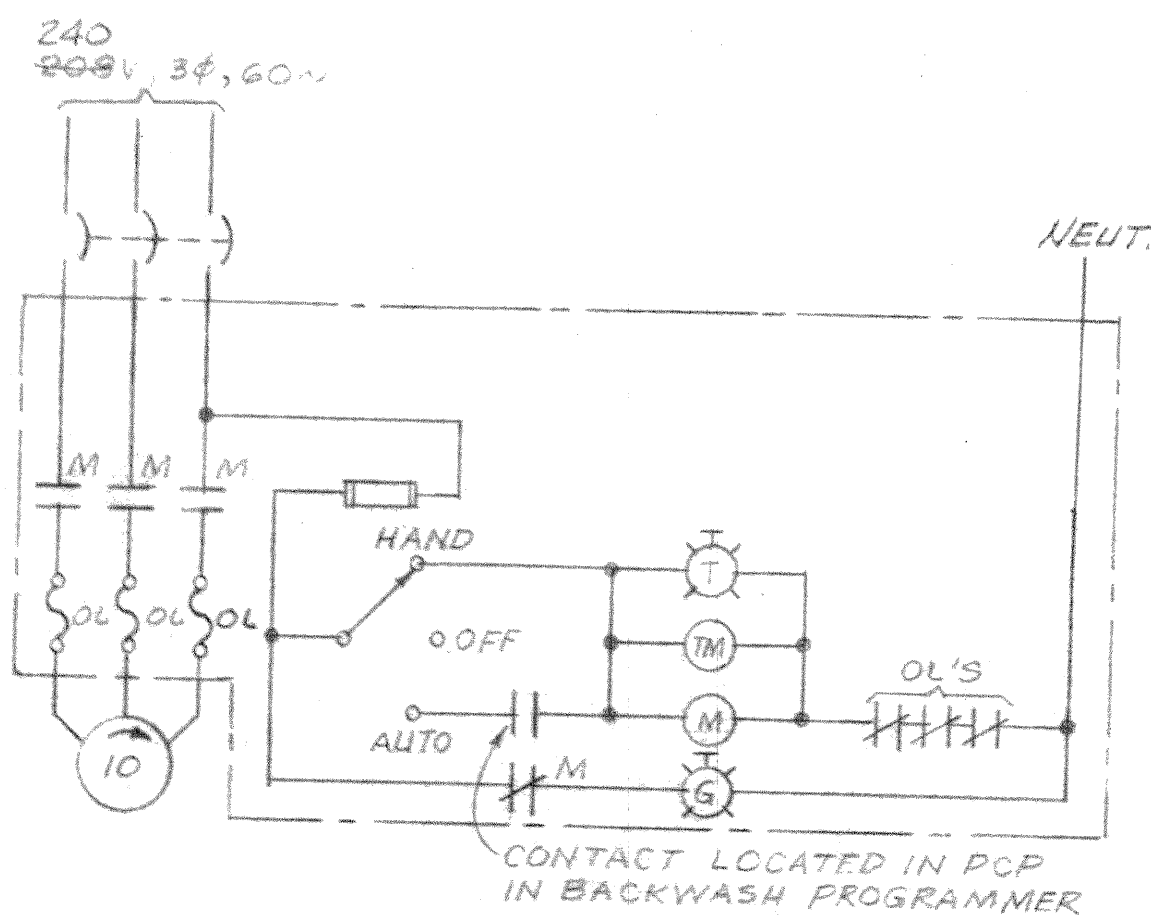 240
208V, 3¢, 60~
NEUT.
M M M
HAND
T
OL OL OL
OFF
TM
OL'S
M
AUTO
10
M
G
CONTACT LOCATED IN PCP
IN BACKWASH PROGRAMMER